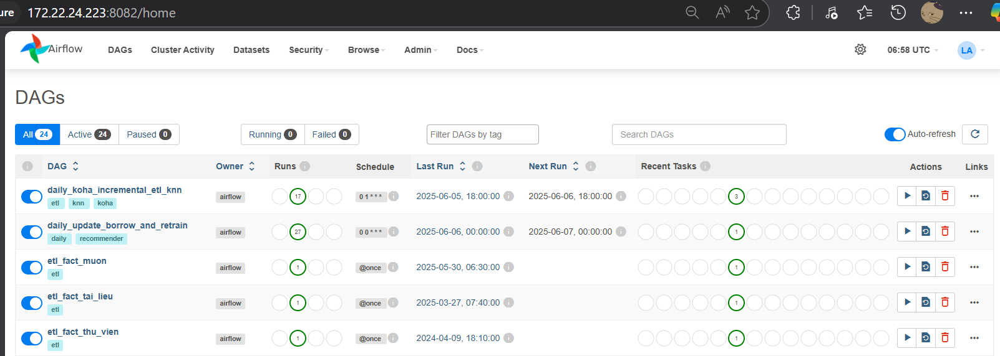 ure 172.22.24.223:8082/home
Airflow DAGs Cluster Activity Datasets Security Browse Admin Docs 06:58 UTC LA
DAGs
All 24 Active 24 Paused 0 Running 0 Failed 0 Filter DAGs by tag Search DAGs Auto-refresh
i DAG Owner Runs i Schedule Last Run i Next Run i Recent Tasks i Actions Links
daily_koha_incremental_etl_knn
etl knn koha airflow 17 0 1 * * * i 2025-06-05, 18:00:00 i 2025-06-06, 18:00:00 i 3
daily_update_borrow_and_retrain
daily recommender airflow 27 0 0 * * * i 2025-06-06, 00:00:00 i 2025-06-07, 00:00:00 i 1
etl_fact_muon
etl airflow 1 @once i 2025-05-30, 06:30:00 i 1
etl_fact_tai_lieu
etl airflow 1 @once i 2025-03-27, 07:40:00 i 1
etl_fact_thu_vien
etl airflow 1 @once i 2024-04-09, 18:10:00 i 1